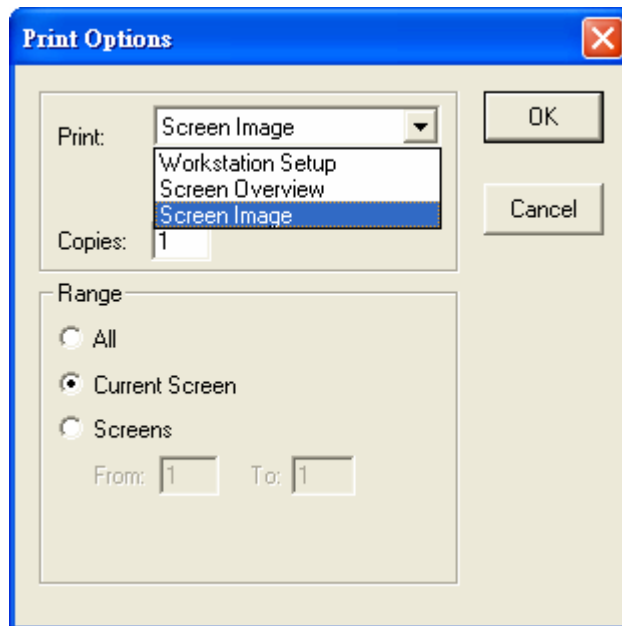 Print Options
Print: Screen Image
Workstation Setup
Screen Overview
Screen Image
Copies: 1
OK
Cancel
Range
All
Current Screen
Screens
From: 1 To: 1